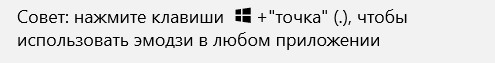 Совет: нажмите клавиши +"точка" (.), чтобы
использовать эмодзи в любом приложении